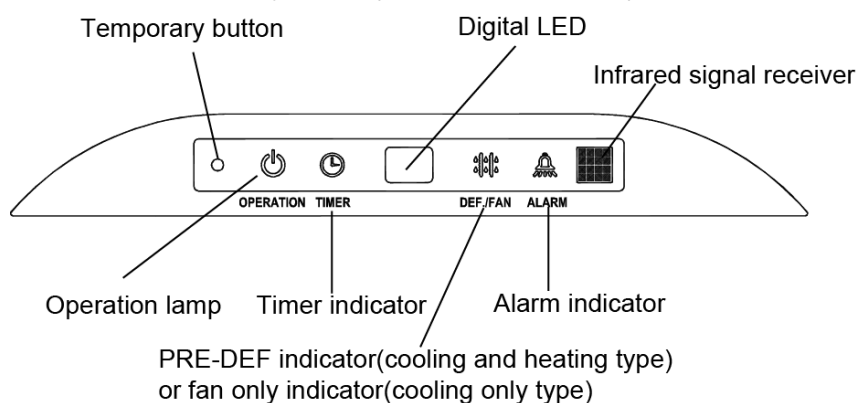 Temporary button
Digital LED
Infrared signal receiver
OPERATION TIMER DEF./FAN ALARM
Operation lamp
Timer indicator
Alarm indicator
PRE-DEF indicator(cooling and heating type)
or fan only indicator(cooling only type)